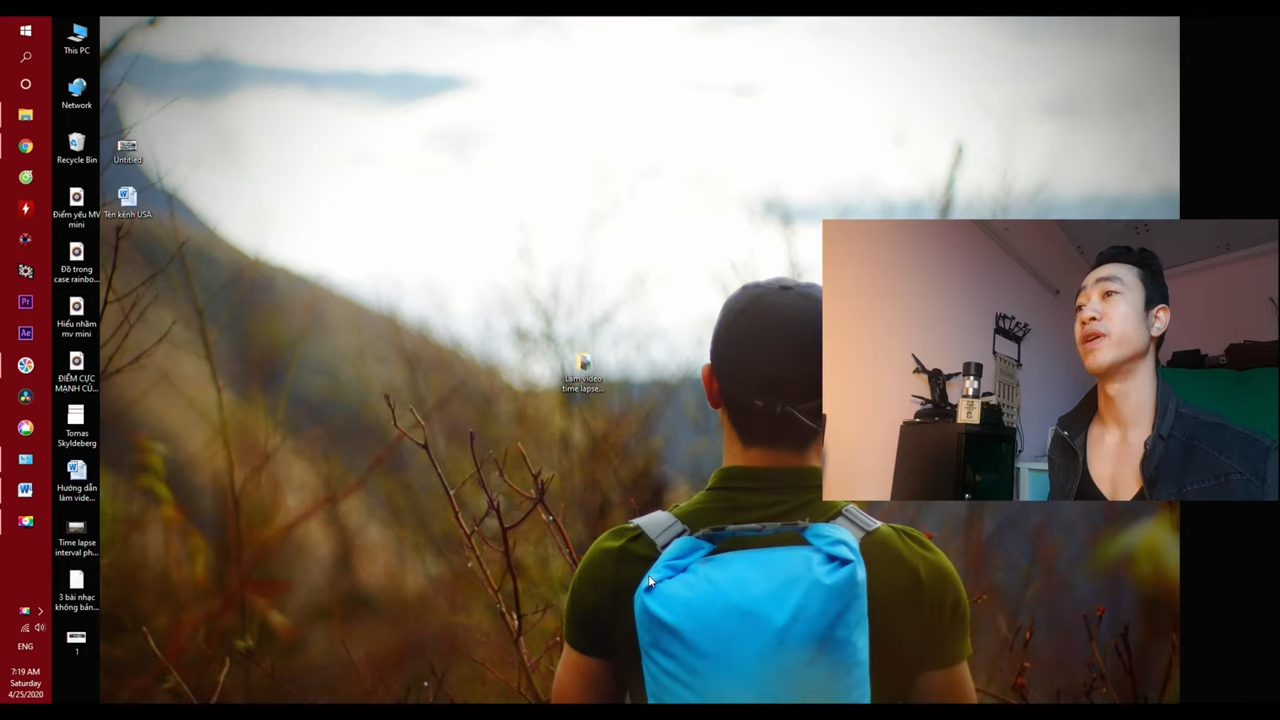 This PC
Network
Recycle Bin
Untitled
Điểm yếu MV
mini
Tên kênh USA
Đồ trong
case rainbo...
Hiểu nhầm
mv mini
ĐIỂM CỰC
MẠNH CỦ...
Tomas
Skyldeberg
Hướng dẫn
làm vide...
Time lapse
interval ph...
3 bài nhạc
không bản...
1
Làm video
time lapse...
Pr
Ae
W
ENG
7:19 AM
Saturday
4/25/2020